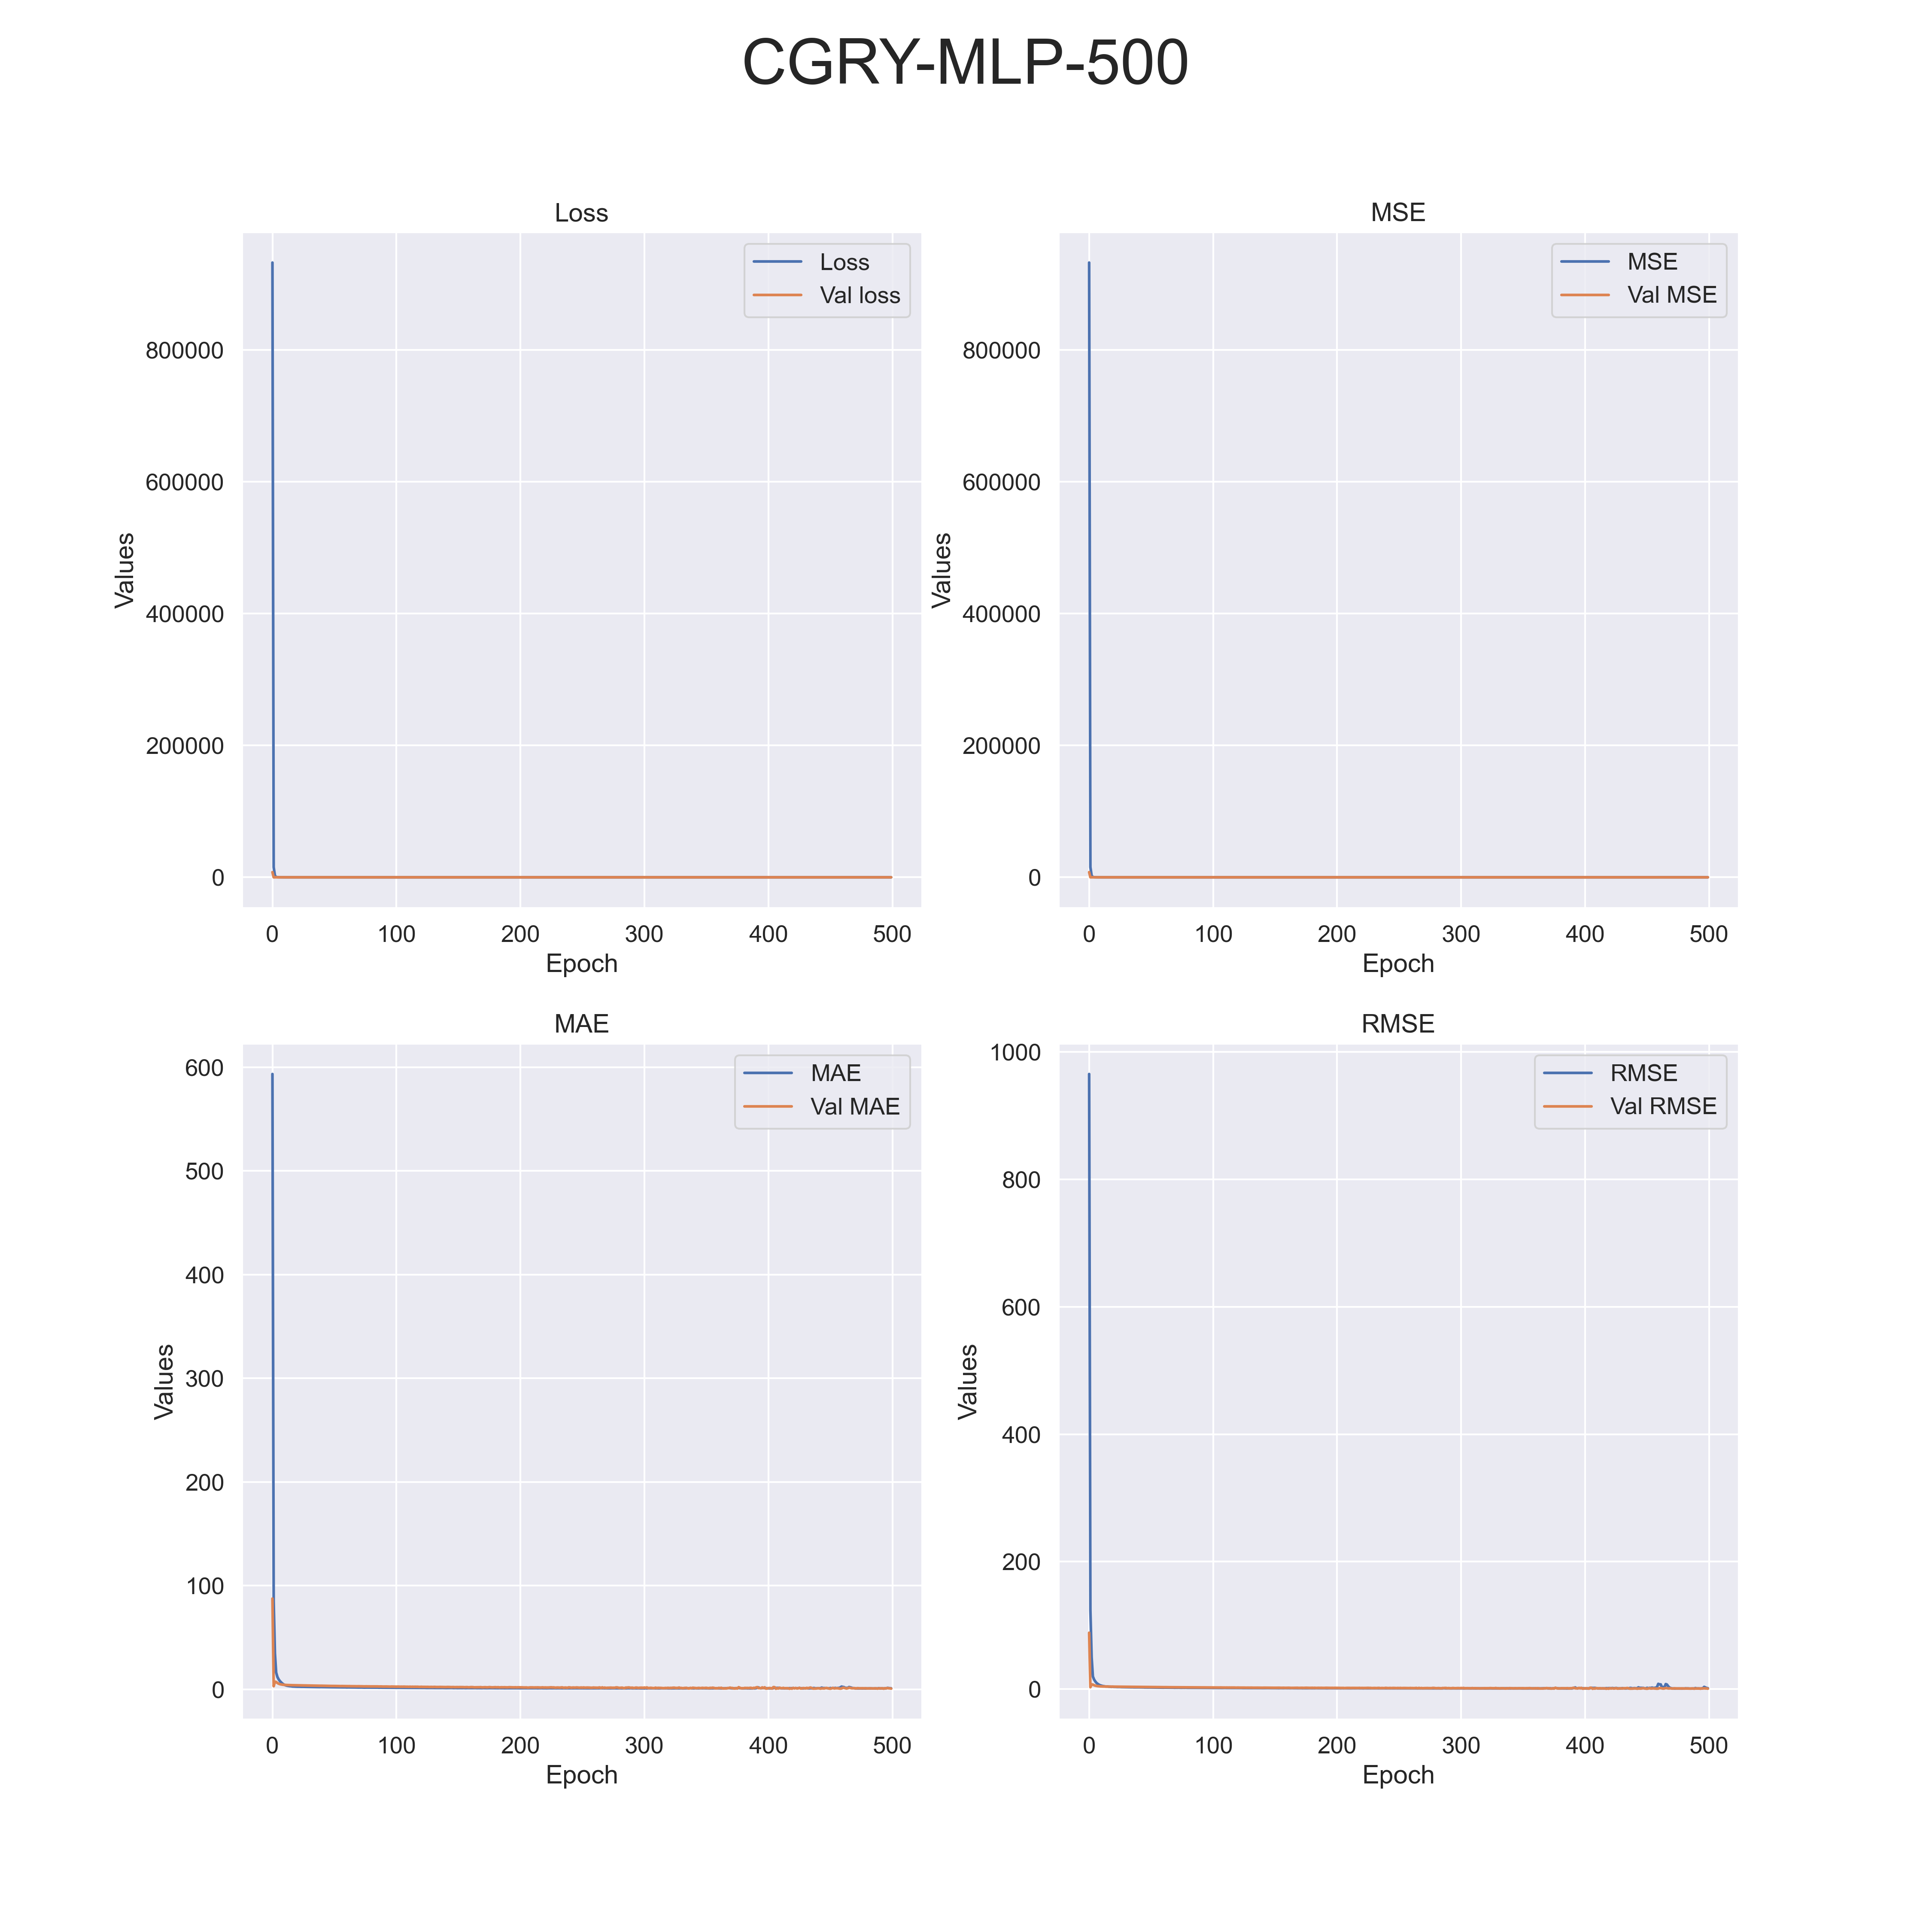 CGRY-MLP-500
Loss
Loss
Val loss
800000
600000
400000
200000
0
Values
0 100 200 300 400 500
Epoch
MSE
MSE
Val MSE
800000
600000
400000
200000
0
Values
0 100 200 300 400 500
Epoch
MAE
MAE
Val MAE
600
500
400
300
200
100
0
Values
0 100 200 300 400 500
Epoch
RMSE
RMSE
Val RMSE
1000
800
600
400
200
0
Values
0 100 200 300 400 500
Epoch